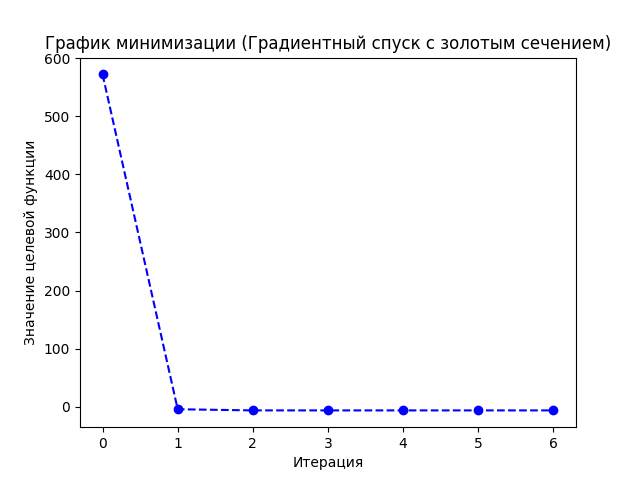 График минимизации (Градиентный спуск с золотым сечением)
600
500
400
300
200
100
0
Значение целевой функции
0 1 2 3 4 5 6
Итерация